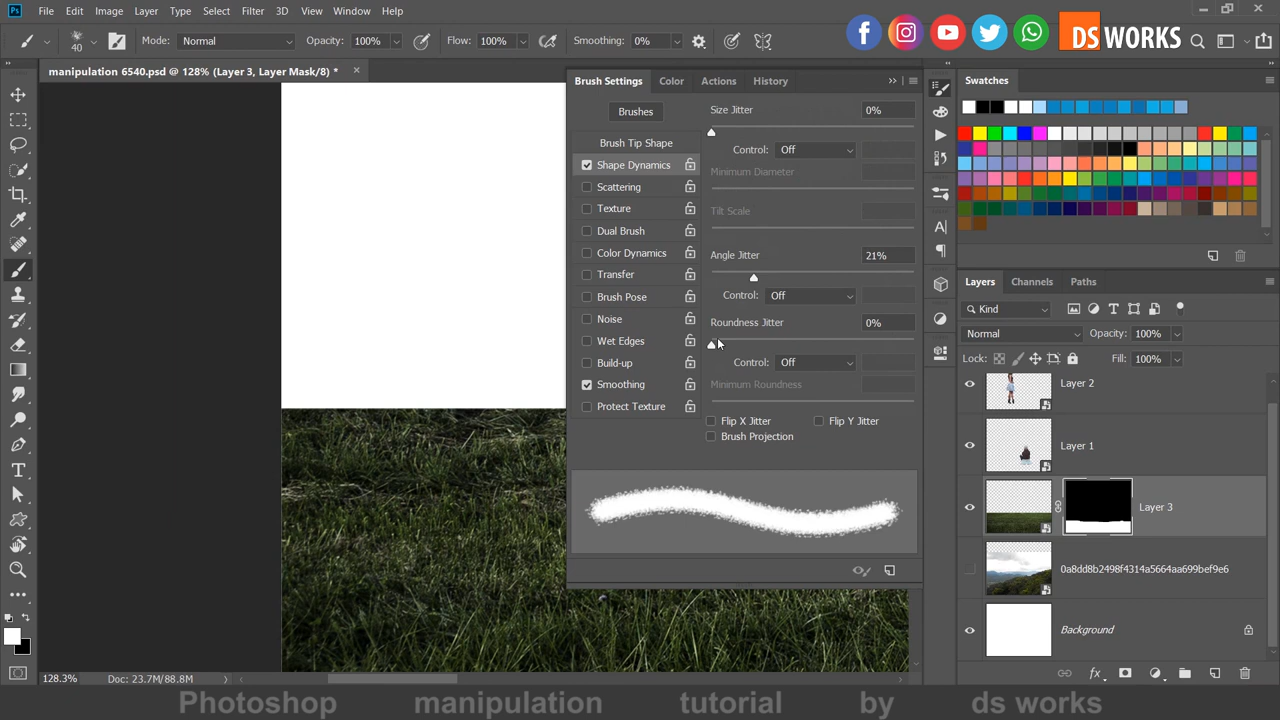 Ps File Edit Image Layer Type Select Filter 3D View Window Help
40 Mode: Normal Opacity: 100% Flow: 100% Smoothing: 0%
DS WORKS
manipulation 6540.psd @ 128% (Layer 3, Layer Mask/8) *
Brush Settings Color Actions History
Brushes
Brush Tip Shape
Shape Dynamics
Scattering
Texture
Dual Brush
Color Dynamics
Transfer
Brush Pose
Noise
Wet Edges
Build-up
Smoothing
Protect Texture
Size Jitter 0%
Control: Off
Minimum Diameter
Tilt Scale
Angle Jitter 21%
Control: Off
Roundness Jitter 0%
Control: Off
Minimum Roundness
Flip X Jitter Flip Y Jitter
Brush Projection
Swatches
Layers Channels Paths
Kind
Normal Opacity: 100%
Lock: Fill: 100%
Layer 2
Layer 1
Layer 3
0a8dd8b2498f4314a5664aa699bef9e6
Background
128.3% Doc: 23.7M/88.8M
Photoshop manipulation tutorial by ds works